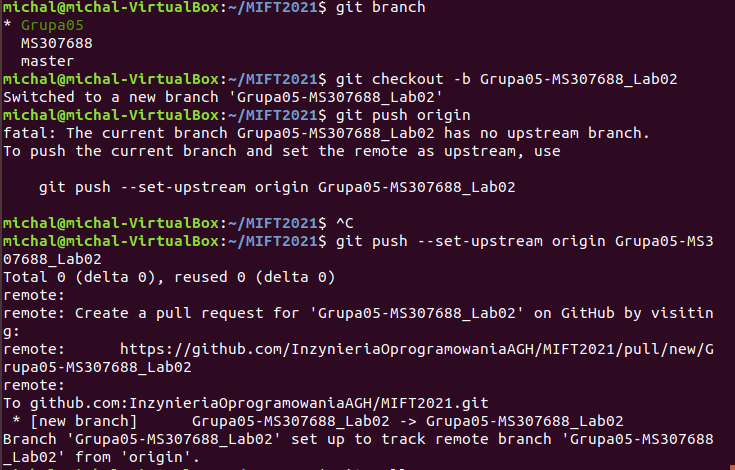 michal@michal-VirtualBox:~/MIFT2021$ git branch
* Grupa05
  MS307688
  master
michal@michal-VirtualBox:~/MIFT2021$ git checkout -b Grupa05-MS307688_Lab02
Switched to a new branch 'Grupa05-MS307688_Lab02'
michal@michal-VirtualBox:~/MIFT2021$ git push origin
fatal: The current branch Grupa05-MS307688_Lab02 has no upstream branch.
To push the current branch and set the remote as upstream, use

    git push --set-upstream origin Grupa05-MS307688_Lab02

michal@michal-VirtualBox:~/MIFT2021$ ^C
michal@michal-VirtualBox:~/MIFT2021$ git push --set-upstream origin Grupa05-MS3
07688_Lab02
Total 0 (delta 0), reused 0 (delta 0)
remote:
remote: Create a pull request for 'Grupa05-MS307688_Lab02' on GitHub by visitin
g:
remote:      https://github.com/InzynieriaOprogramowaniaAGH/MIFT2021/pull/new/G
rupa05-MS307688_Lab02
remote:
To github.com:InzynieriaOprogramowaniaAGH/MIFT2021.git
 * [new branch]      Grupa05-MS307688_Lab02 -> Grupa05-MS307688_Lab02
Branch 'Grupa05-MS307688_Lab02' set up to track remote branch 'Grupa05-MS307688
_Lab02' from 'origin'.